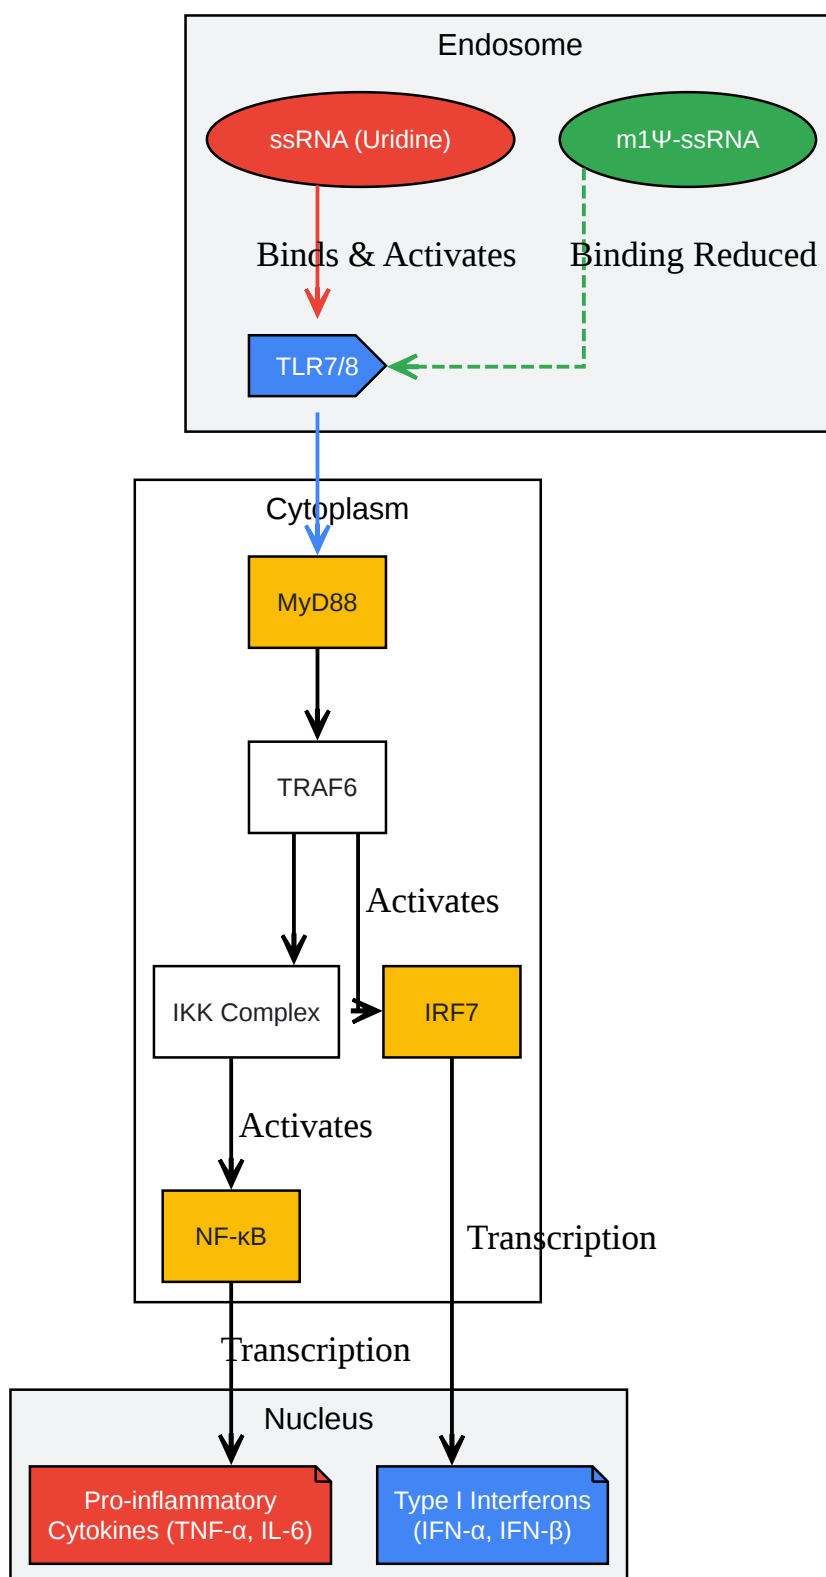 Endosome
ssRNA (Uridine)
m1Ψ-ssRNA
Binds & Activates
Binding Reduced
TLR7/8
Cytoplasm
MyD88
TRAF6
Activates
IKK Complex
IRF7
Activates
NF-κB
Transcription
Transcription
Nucleus
Pro-inflammatory
Cytokines (TNF-α, IL-6)
Type I Interferons
(IFN-α, IFN-β)